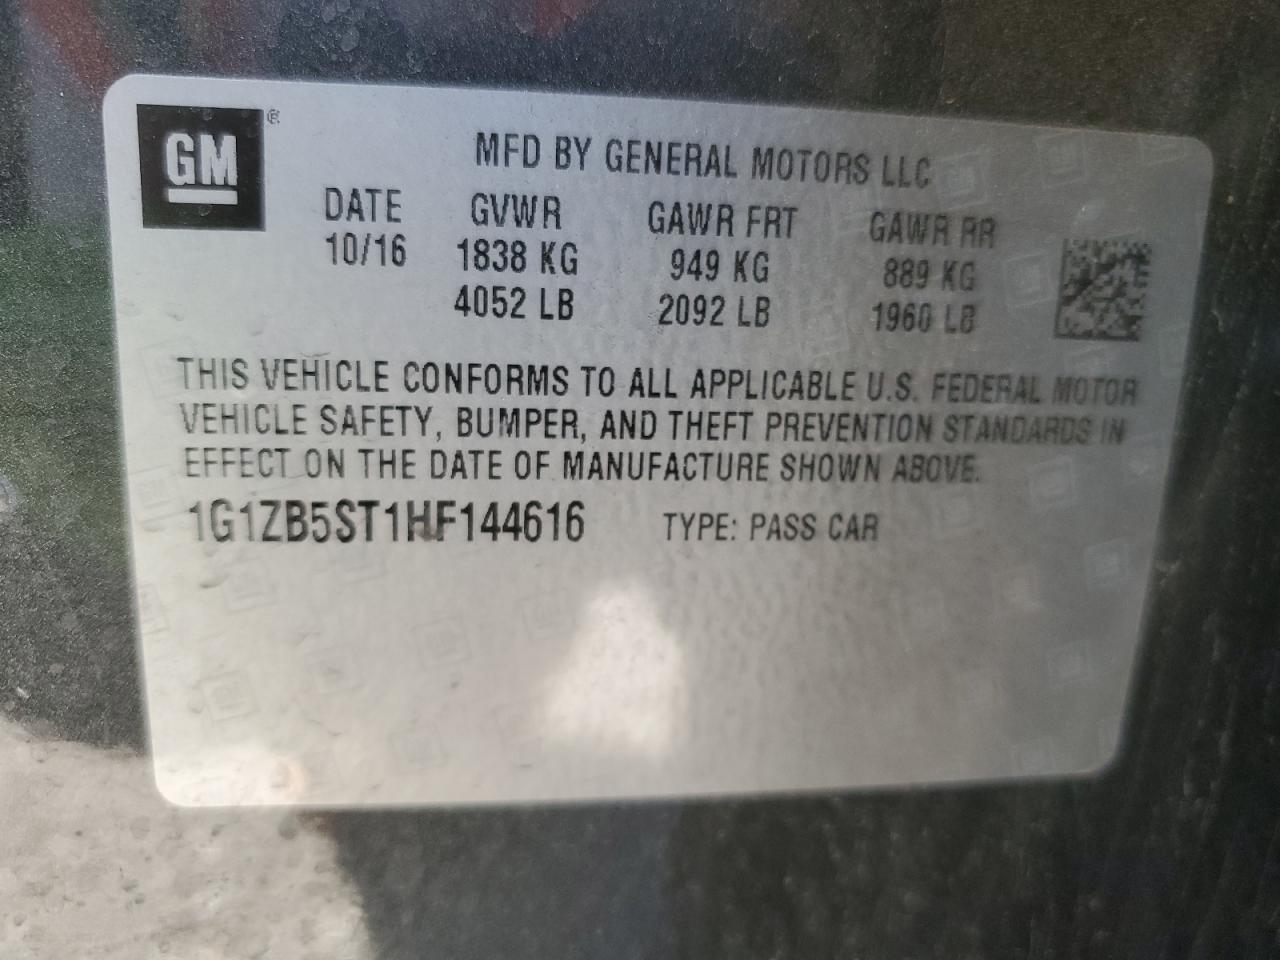 GM ®
MFD BY GENERAL MOTORS LLC
DATE GVWR GAWR FRT GAWR RR
10/16 1838 KG 949 KG 889 KG
4052 LB 2092 LB 1960 LB
THIS VEHICLE CONFORMS TO ALL APPLICABLE U.S. FEDERAL MOTOR
VEHICLE SAFETY, BUMPER, AND THEFT PREVENTION STANDARDS IN
EFFECT ON THE DATE OF MANUFACTURE SHOWN ABOVE.
1G1ZB5ST1HF144616 TYPE: PASS CAR